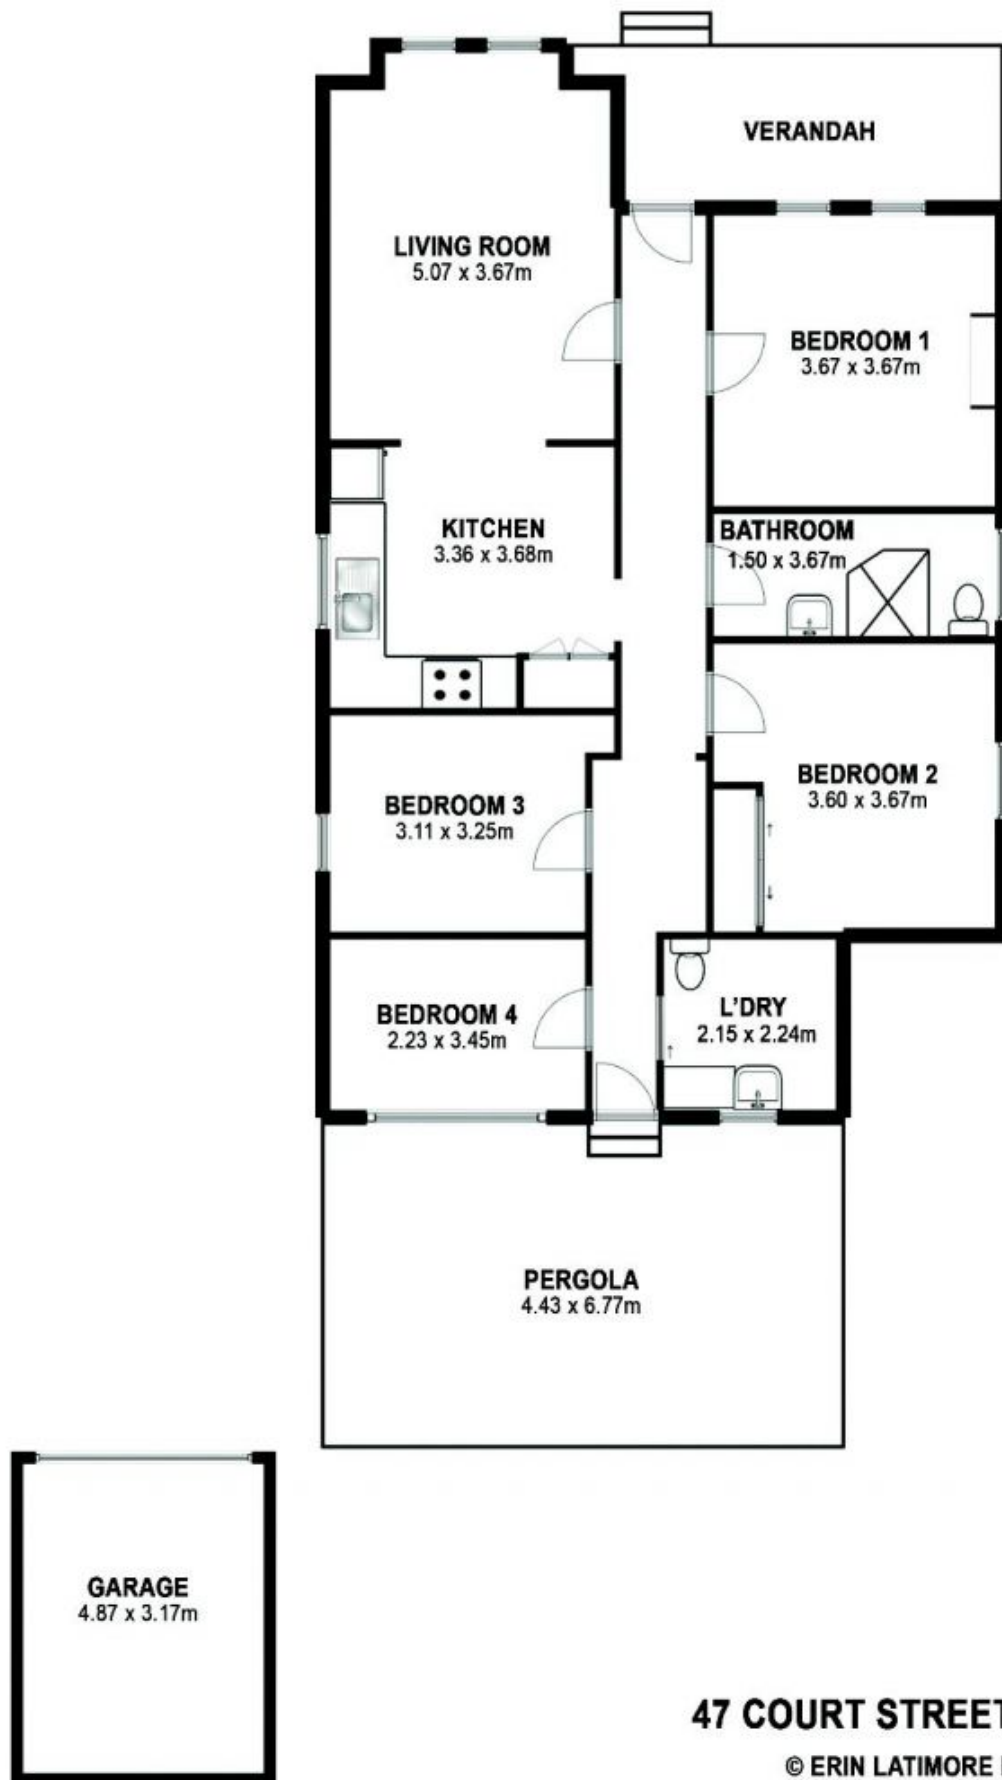 VERANDAH
LIVING ROOM
5.07 x 3.67m
BEDROOM 1
3.67 x 3.67m
KITCHEN
3.36 x 3.68m
BATHROOM
1.50 x 3.67m
BEDROOM 2
3.60 x 3.67m
BEDROOM 3
3.11 x 3.25m
BEDROOM 4
2.23 x 3.45m
L'DRY
2.15 x 2.24m
PERGOLA
4.43 x 6.77m
GARAGE
4.87 x 3.17m
47 COURT STREET
© ERIN LATIMORE